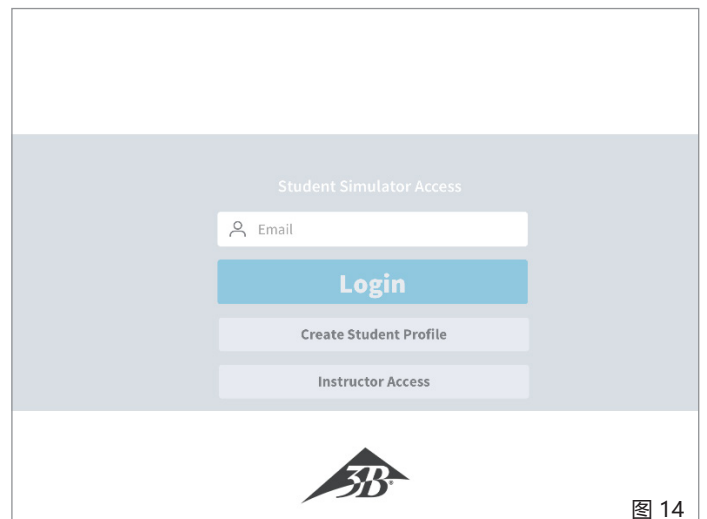 Student Simulator Access
Email
Login
Create Student Profile
Instructor Access
3B®
图 14